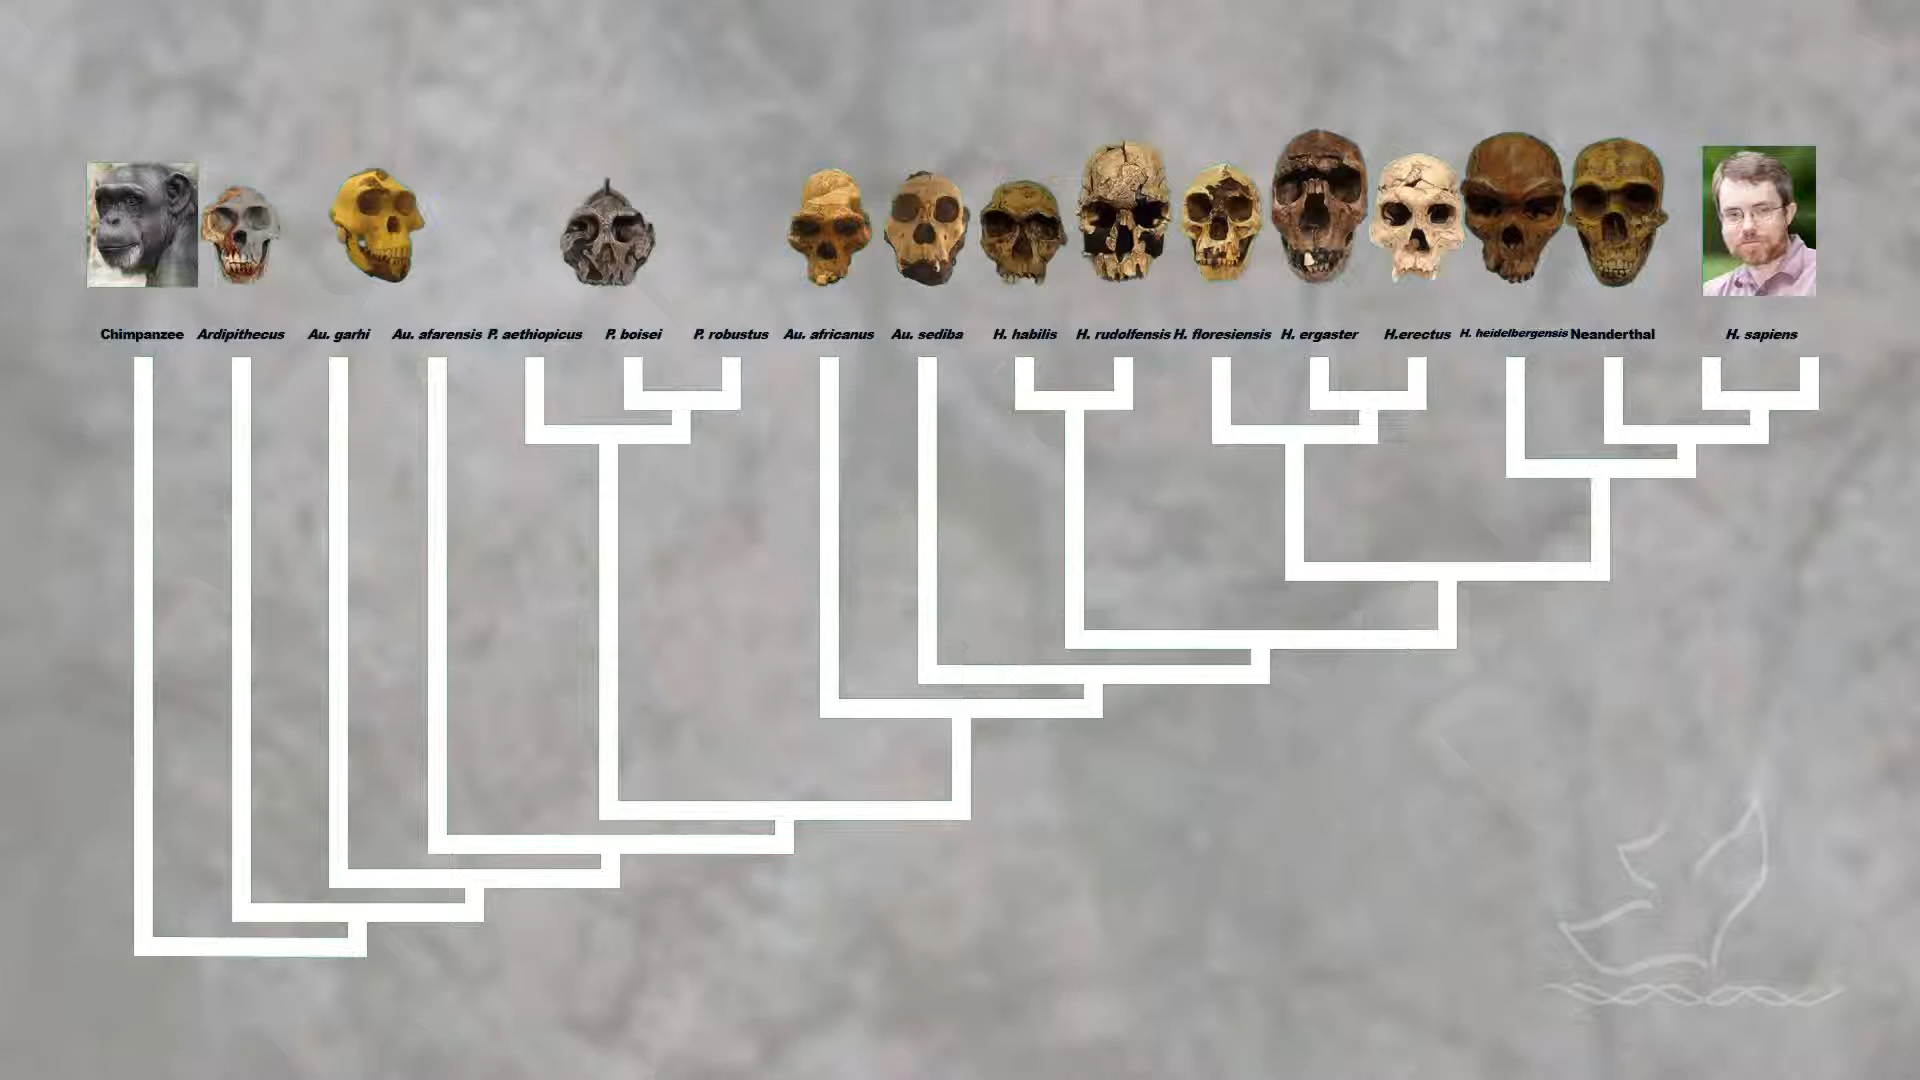 Chimpanzee Ardipithecus Au. garhi Au. afarensis P. aethiopicus P. boisei P. robustus Au. africanus Au. sediba H. habilis H. rudolfensis H. floresiensis H. ergaster H.erectus H. heidelbergensis Neanderthal H. sapiens